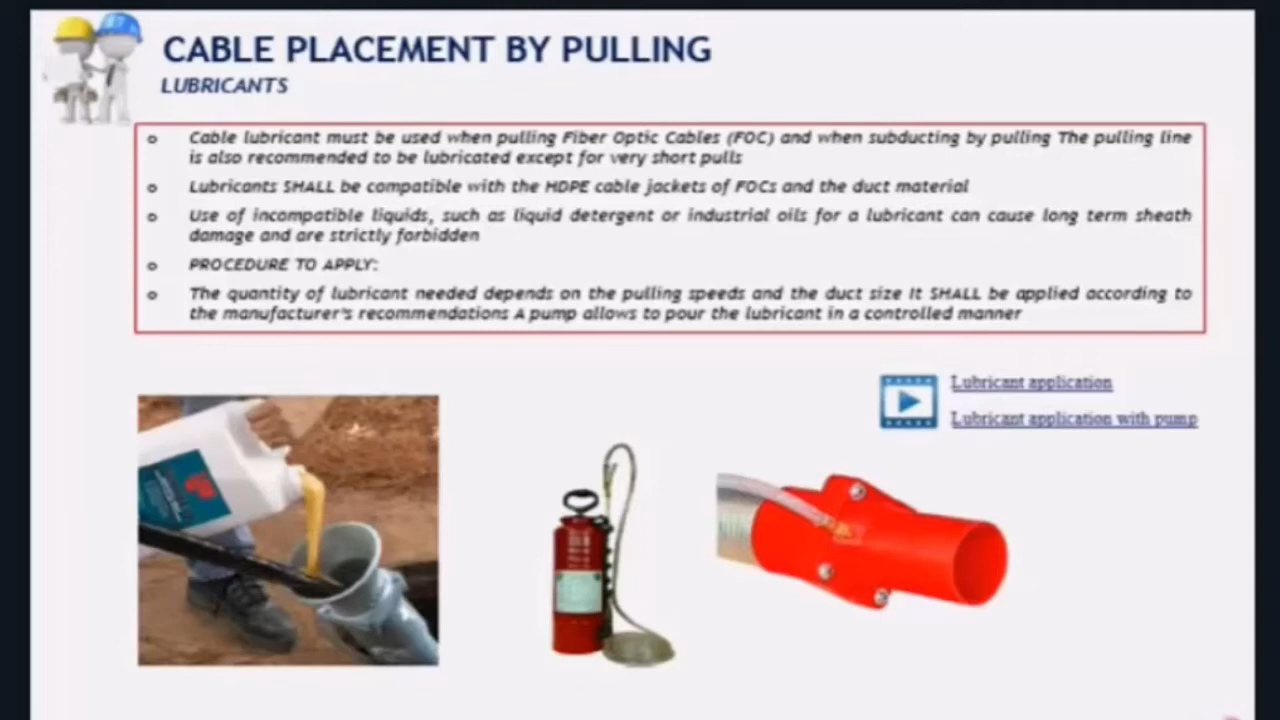 CABLE PLACEMENT BY PULLING
LUBRICANTS
o Cable lubricant must be used when pulling Fiber Optic Cables (FOC) and when subducting by pulling The pulling line
is also recommended to be lubricated except for very short pulls
o Lubricants SHALL be compatible with the HDPE cable jackets of FOCs and the duct material
o Use of incompatible liquids, such as liquid detergent or industrial oils for a lubricant can cause long term sheath
damage and are strictly forbidden
o PROCEDURE TO APPLY:
o The quantity of lubricant needed depends on the pulling speeds and the duct size It SHALL be applied according to
the manufacturer's recommendations A pump allows to pour the lubricant in a controlled manner
Lubricant application
Lubricant application with pump